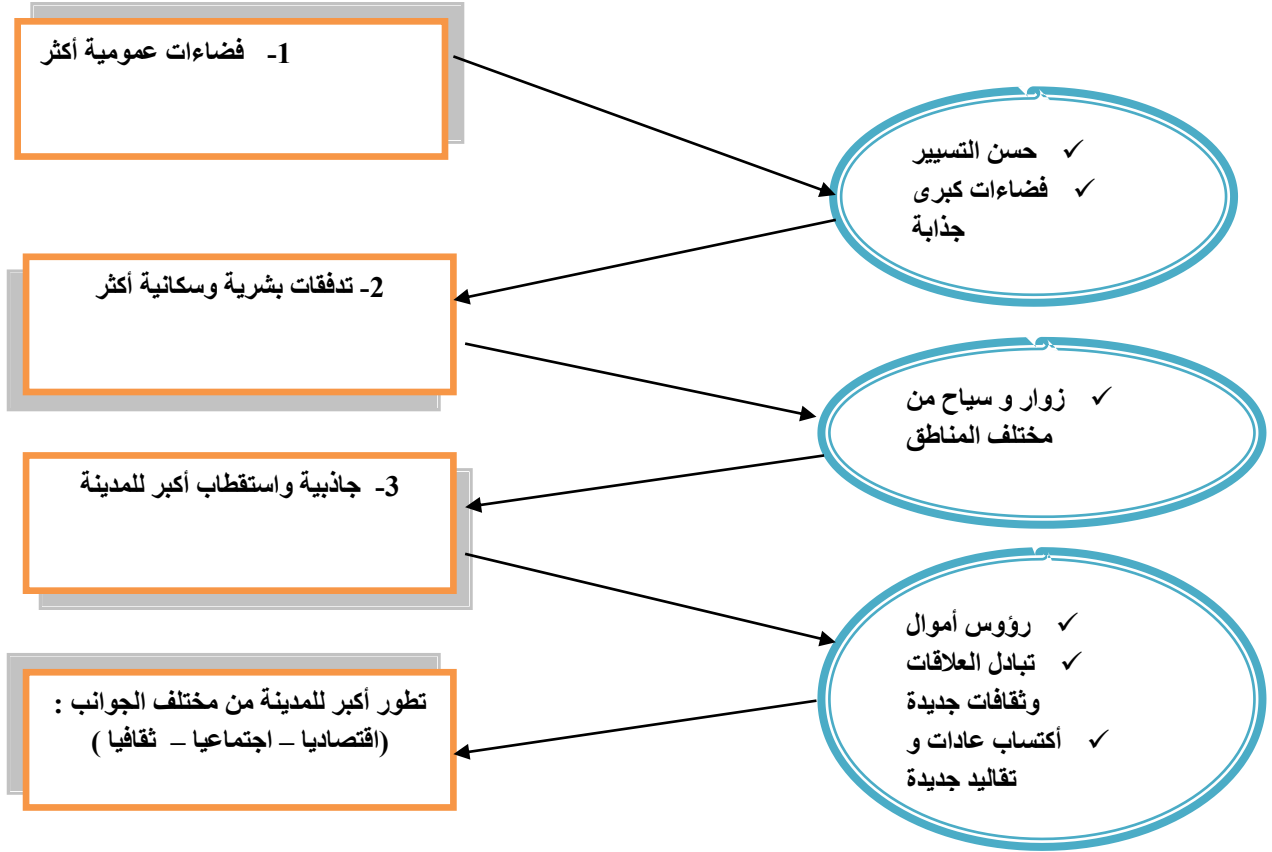 1- فضاءات عمومية أكثر
✓ حسن التسيير
✓ فضاءات كبرى
جذابة
2- تدفقات بشرية وسكانية أكثر
✓ زوار و سياح من
مختلف المناطق
3- جاذبية واستقطاب أكبر للمدينة
✓ رؤوس أموال
✓ تبادل العلاقات
وثقافات جديدة
✓ أكتساب عادات و
تقاليد جديدة
تطور أكبر للمدينة من مختلف الجوانب :
(اقتصاديا – اجتماعيا – ثقافيا )